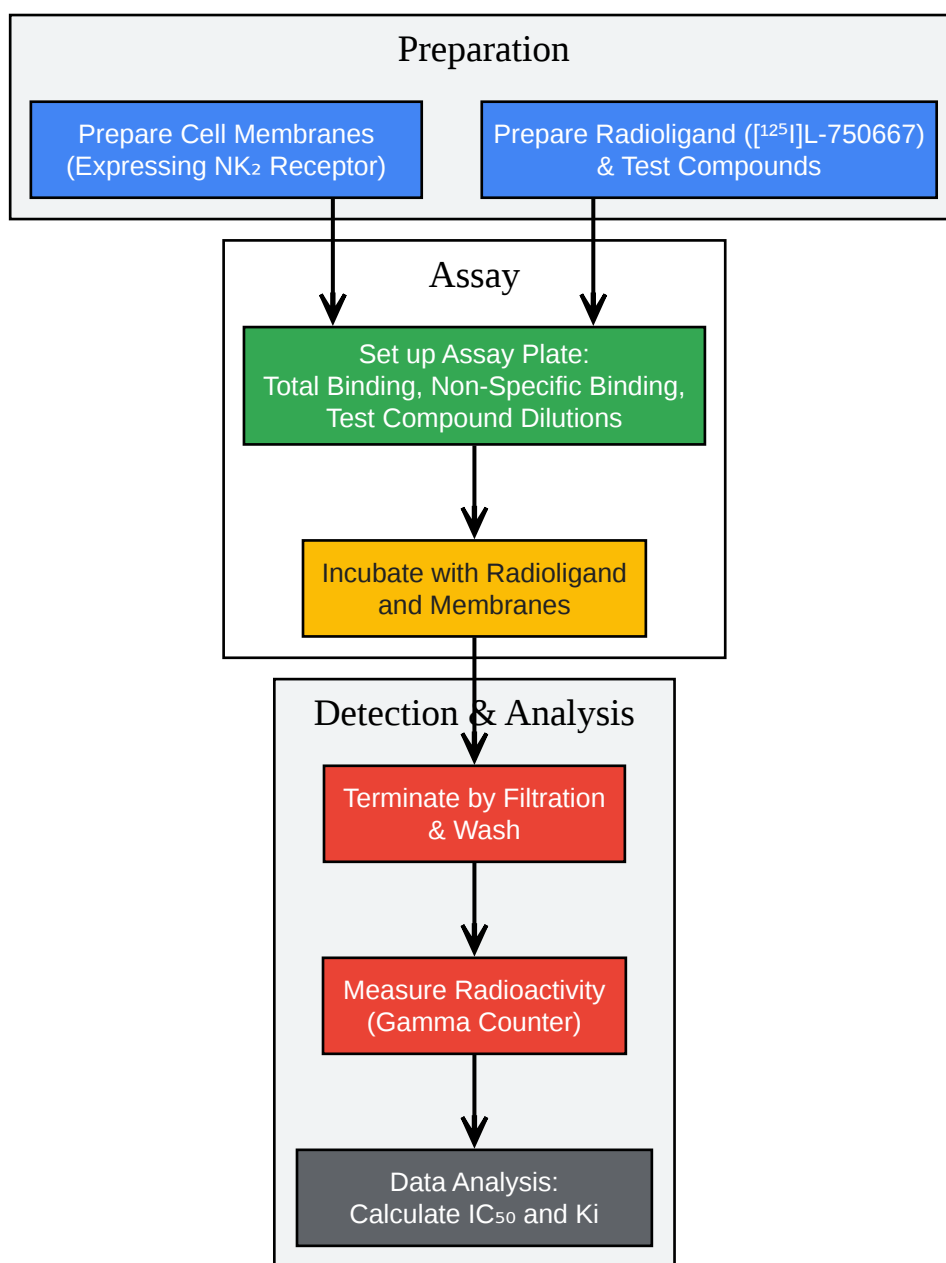 Preparation
Prepare Cell Membranes
(Expressing NK₂ Receptor)
Prepare Radioligand ([¹²⁵I]L-750667)
& Test Compounds
Assay
Set up Assay Plate:
Total Binding, Non-Specific Binding,
Test Compound Dilutions
Incubate with Radioligand
and Membranes
Detection & Analysis
Terminate by Filtration
& Wash
Measure Radioactivity
(Gamma Counter)
Data Analysis:
Calculate IC₅₀ and Ki